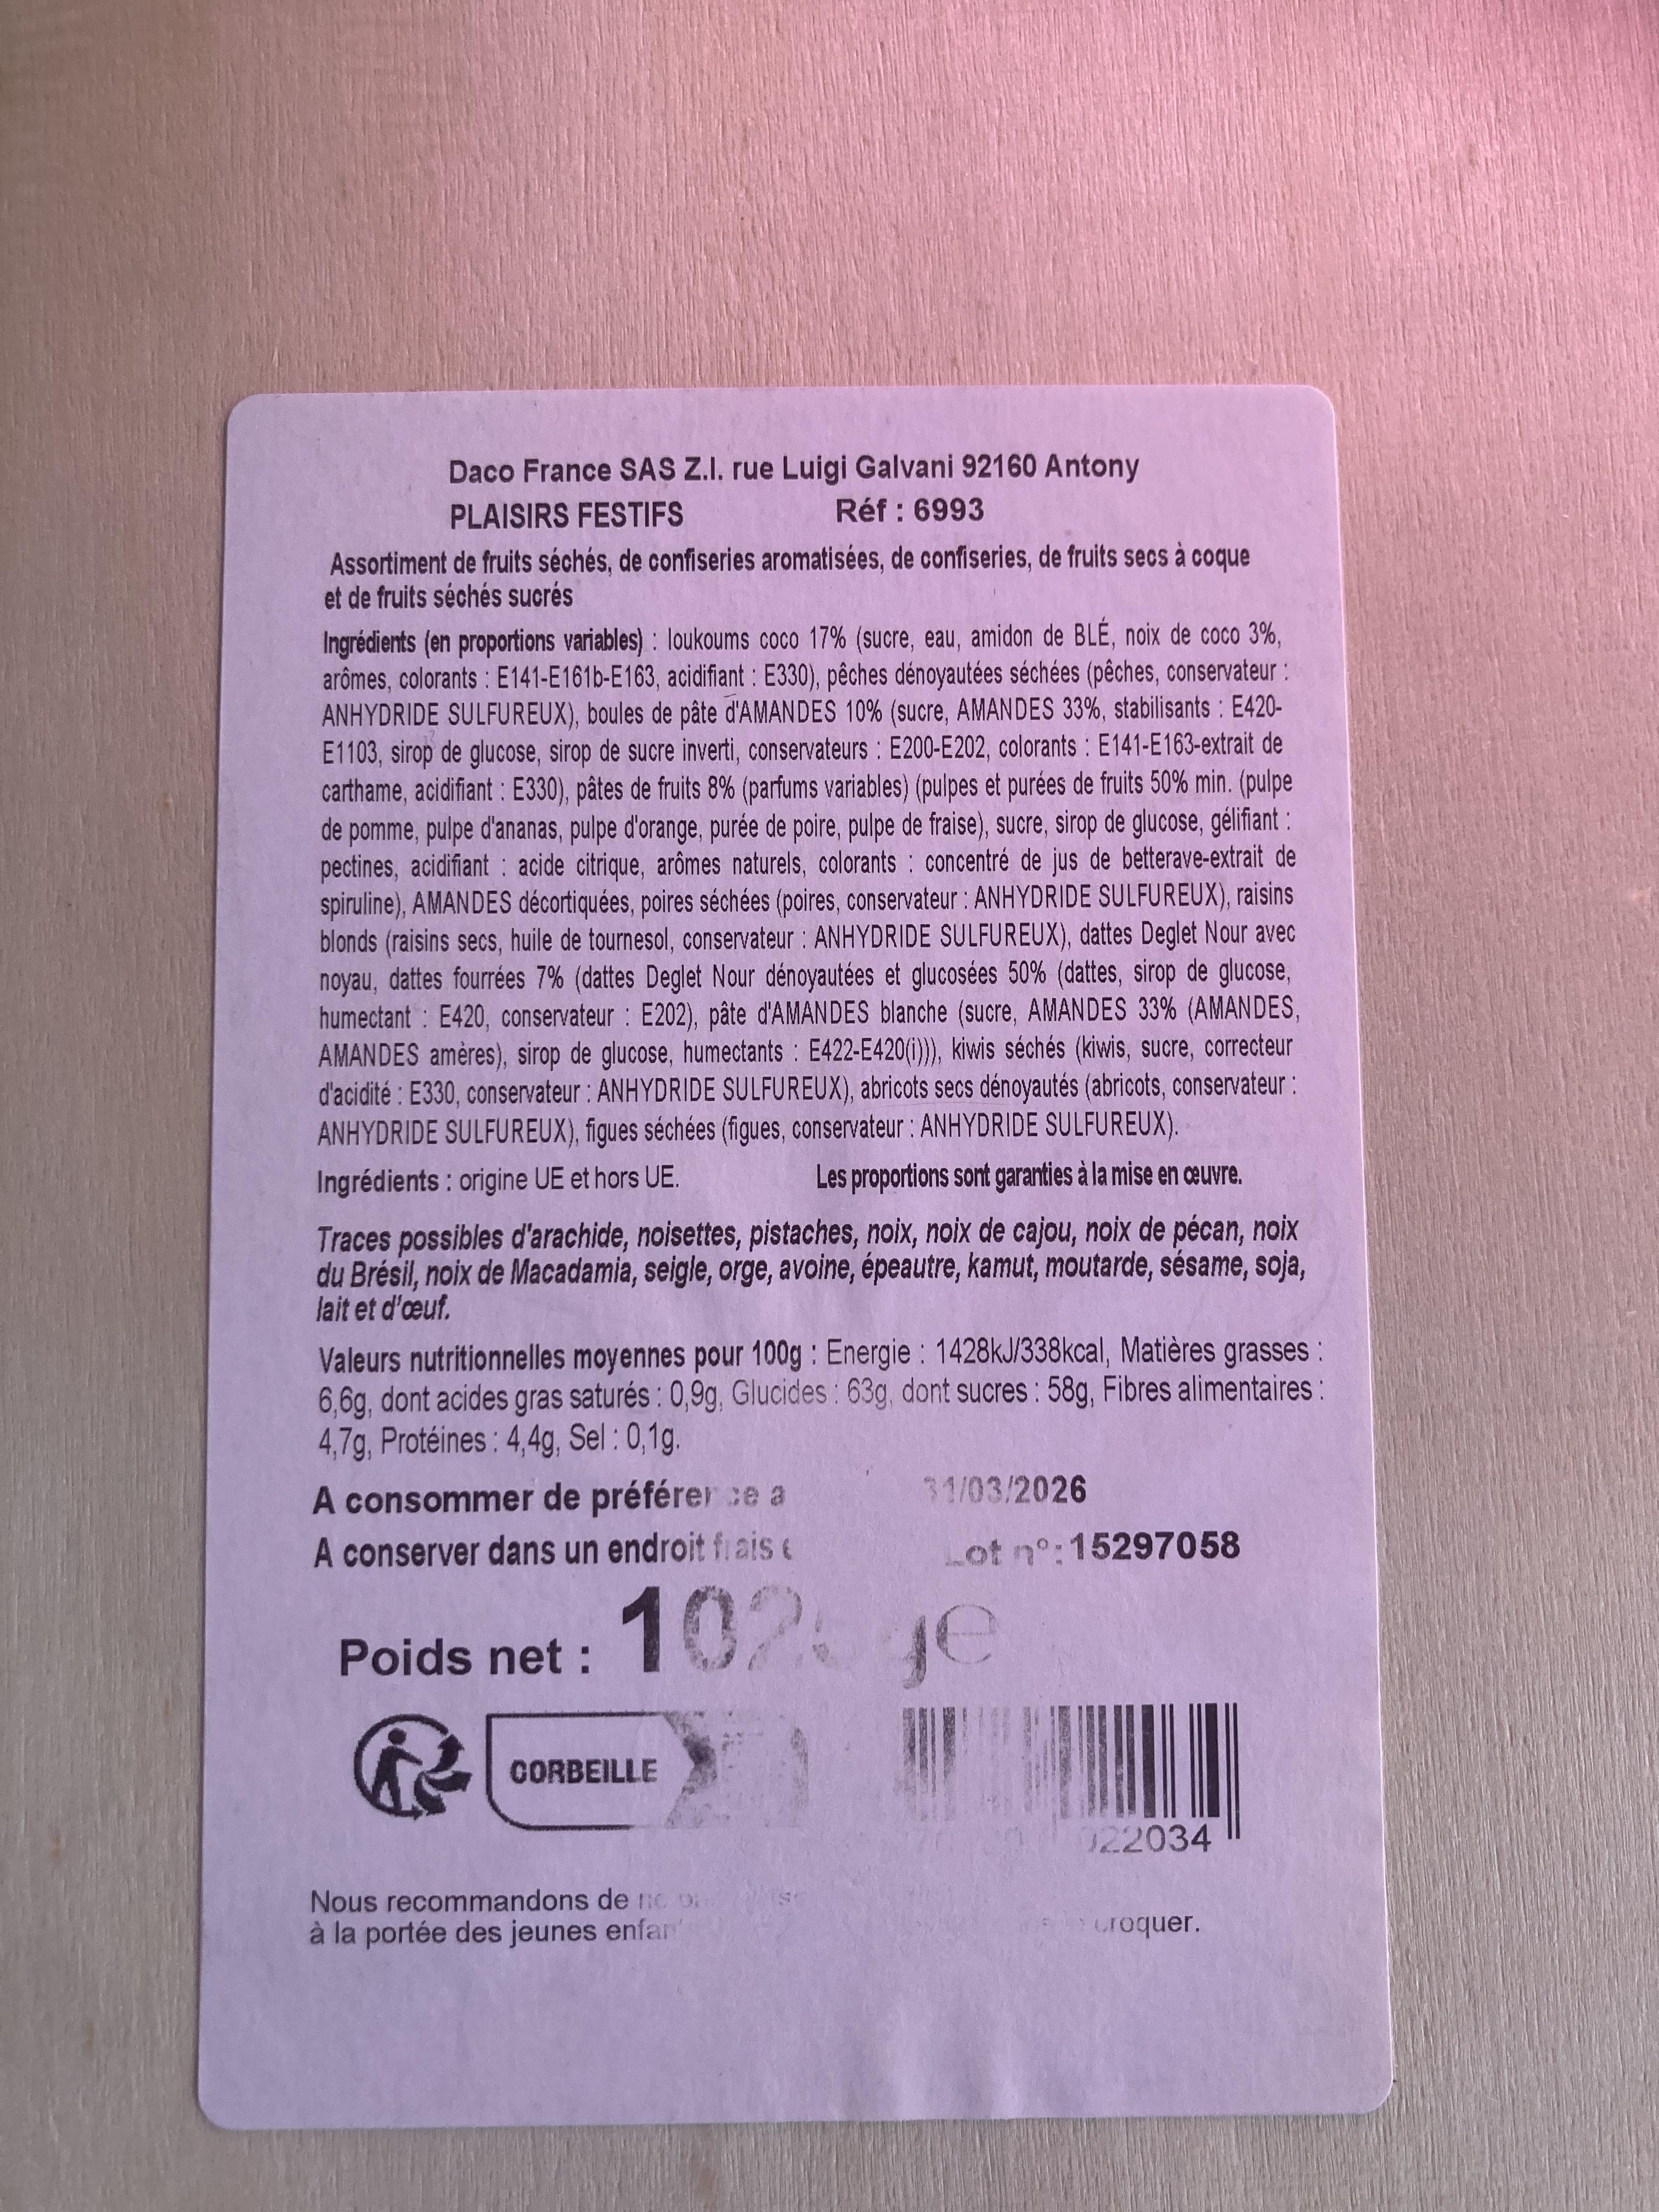 Daco France SAS Z.I. rue Luigi Galvani 92160 Antony
PLAISIRS FESTIFS Réf : 6993
Assortiment de fruits séchés, de confiseries aromatisées, de confiseries, de fruits secs à coque
et de fruits séchés sucrés
Ingrédients (en proportions variables) : loukoums coco 17% (sucre, eau, amidon de BLÉ, noix de coco 3%,
arômes, colorants : E141-E161b-E163, acidifiant : E330), pêches dénoyautées séchées (pêches, conservateur :
ANHYDRIDE SULFUREUX), boules de pâte d'AMANDES 10% (sucre, AMANDES 33%, stabilisants : E420-
E1103, sirop de glucose, sirop de sucre inverti, conservateurs : E200-E202, colorants : E141-E163-extrait de
carthame, acidifiant : E330), pâtes de fruits 8% (parfums variables) (pulpes et purées de fruits 50% min. (pulpe
de pomme, pulpe d'ananas, pulpe d'orange, purée de poire, pulpe de fraise), sucre, sirop de glucose, gélifiant :
pectines, acidifiant : acide citrique, arômes naturels, colorants : concentré de jus de betterave-extrait de
spiruline), AMANDES décortiquées, poires séchées (poires, conservateur : ANHYDRIDE SULFUREUX), raisins
blonds (raisins secs, huile de tournesol, conservateur : ANHYDRIDE SULFUREUX), dattes Deglet Nour avec
noyau, dattes fourrées 7% (dattes Deglet Nour dénoyautées et glucosées 50% (dattes, sirop de glucose,
humectant : E420, conservateur : E202), pâte d'AMANDES blanche (sucre, AMANDES 33% (AMANDES,
AMANDES amères), sirop de glucose, humectants : E422-E420(i))), kiwis séchés (kiwis, sucre, correcteur
d'acidité : E330, conservateur : ANHYDRIDE SULFUREUX), abricots secs dénoyautés (abricots, conservateur :
ANHYDRIDE SULFUREUX), figues séchées (figues, conservateur : ANHYDRIDE SULFUREUX).
Ingrédients : origine UE et hors UE. Les proportions sont garanties à la mise en œuvre.
Traces possibles d'arachide, noisettes, pistaches, noix, noix de cajou, noix de pécan, noix
du Brésil, noix de Macadamia, seigle, orge, avoine, épeautre, kamut, moutarde, sésame, soja,
lait et d'œuf.
Valeurs nutritionnelles moyennes pour 100g : Energie : 1428kJ/338kcal, Matières grasses :
6,6g, dont acides gras saturés : 0,9g, Glucides : 63g, dont sucres : 58g, Fibres alimentaires :
4,7g, Protéines : 4,4g, Sel : 0,1g.
A consommer de préférence 31/03/2026
A conserver dans un endroit frais Lot n°: 15297058
Poids net : ge
CORBEILLE
022034
Nous recommandons de
à la portée des jeunes croquer.